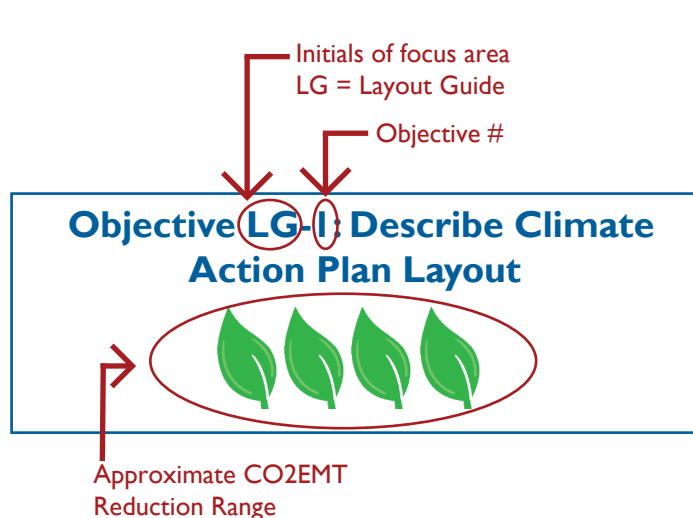 Initials of focus area
LG = Layout Guide
Objective #
Objective LG-1: Describe Climate
Action Plan Layout
Approximate CO2EMT
Reduction Range